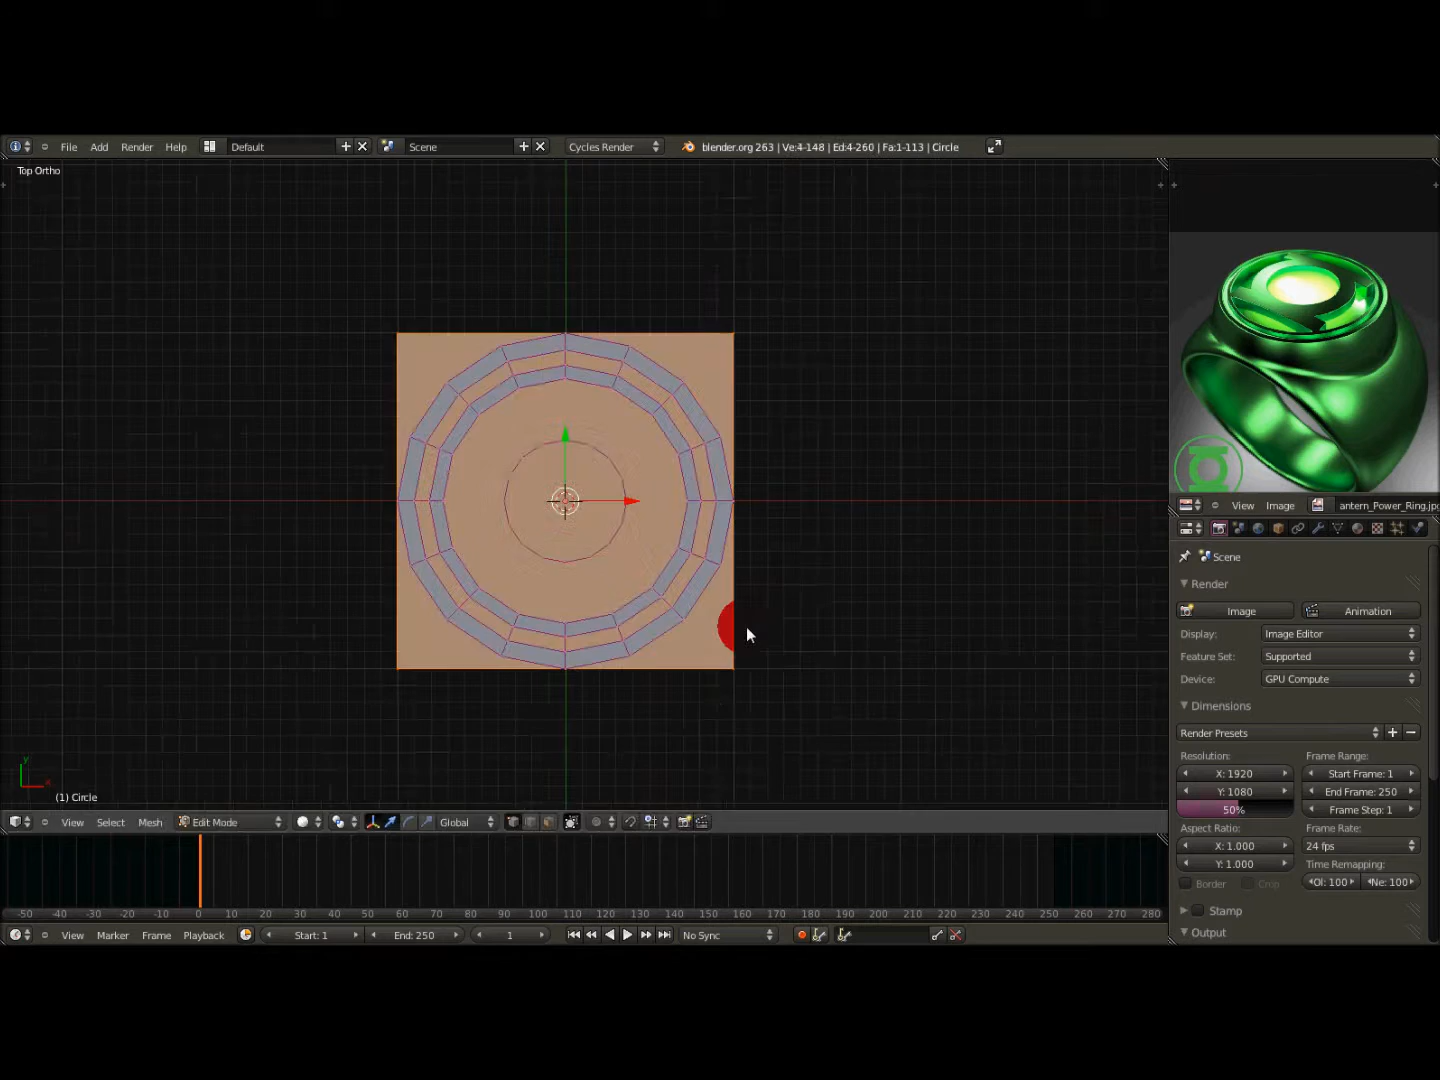 File Add Render Help Default Scene Cycles Render blender.org 263 | Ve:4-148 | Ed:4-260 | Fa:1-113 | Circle
Top Ortho
y
x
(1) Circle
View Select Mesh Edit Mode Global
-50 -40 -30 -20 -10 0 10 20 30 40 50 60 70 80 90 100 110 120 130 140 150 160 170 180 190 200 210 220 230 240 250 260 270 280
View Marker Frame Playback Start: 1 End: 250 1 No Sync
View Image antern_Power_Ring.jpg
Scene
Render
Image Animation
Display: Image Editor
Feature Set: Supported
Device: GPU Compute
Dimensions
Render Presets
Resolution: Frame Range:
X: 1920 Start Frame: 1
Y: 1080 End Frame: 250
50% Frame Step: 1
Aspect Ratio: Frame Rate:
X: 1.000 24 fps
Y: 1.000 Time Remapping:
Border Crop Ol: 100 Ne: 100
Stamp
Output